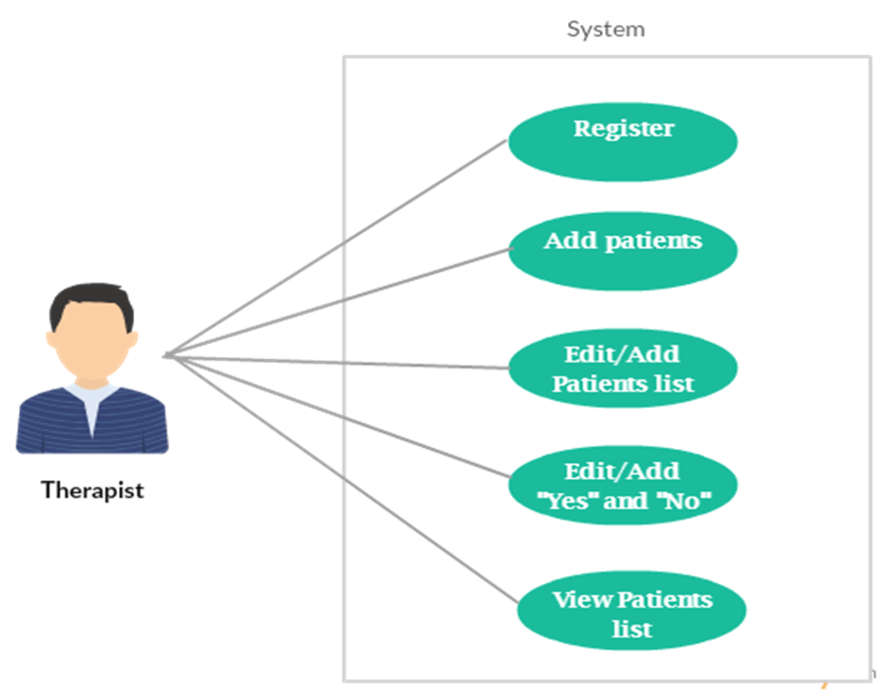 System
Register
Add patients
Edit/Add
Patients list
Edit/Add
"Yes" and "No"
View Patients
list
Therapist